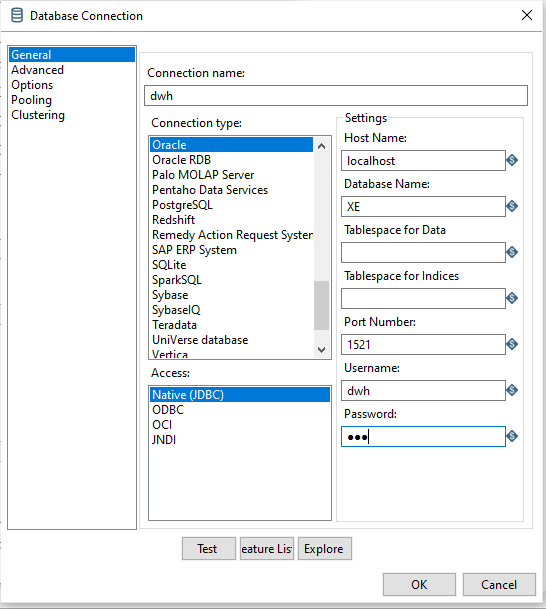 Database Connection
General
Advanced
Options
Pooling
Clustering
Connection name:
dwh
Connection type:
Oracle
Oracle RDB
Palo MOLAP Server
Pentaho Data Services
PostgreSQL
Redshift
Remedy Action Request System
SAP ERP System
SQLite
SparkSQL
Sybase
SybaseIQ
Teradata
UniVerse database
Vertica
Access:
Native (JDBC)
ODBC
OCI
JNDI
Settings
Host Name:
localhost
Database Name:
XE
Tablespace for Data
Tablespace for Indices
Port Number:
1521
Username:
dwh
Password:
●●●
Test
eature Lis
Explore
OK
Cancel